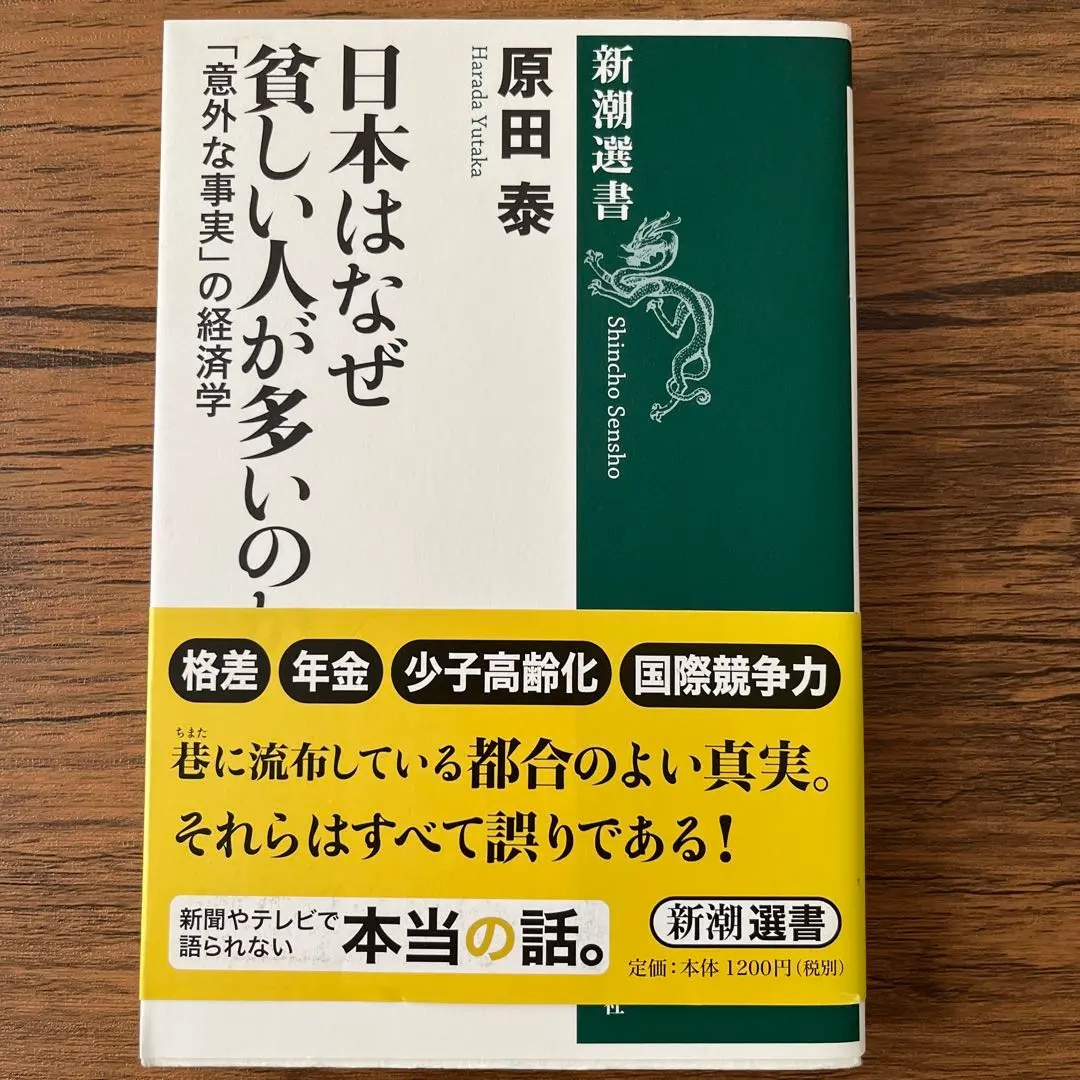 新潮選書
Shincho Sensho
原田 泰
Harada Yutaka
日本はなぜ
貧しい人が多いの
「意外な事実」の経済学
格差 年金 少子高齢化 国際競争力
ちまた
巷に流布している都合のよい真実。
それらはすべて誤りである!
新聞やテレビで
語られない
本当の話。
新潮選書
定価:本体1200円(税別)
社